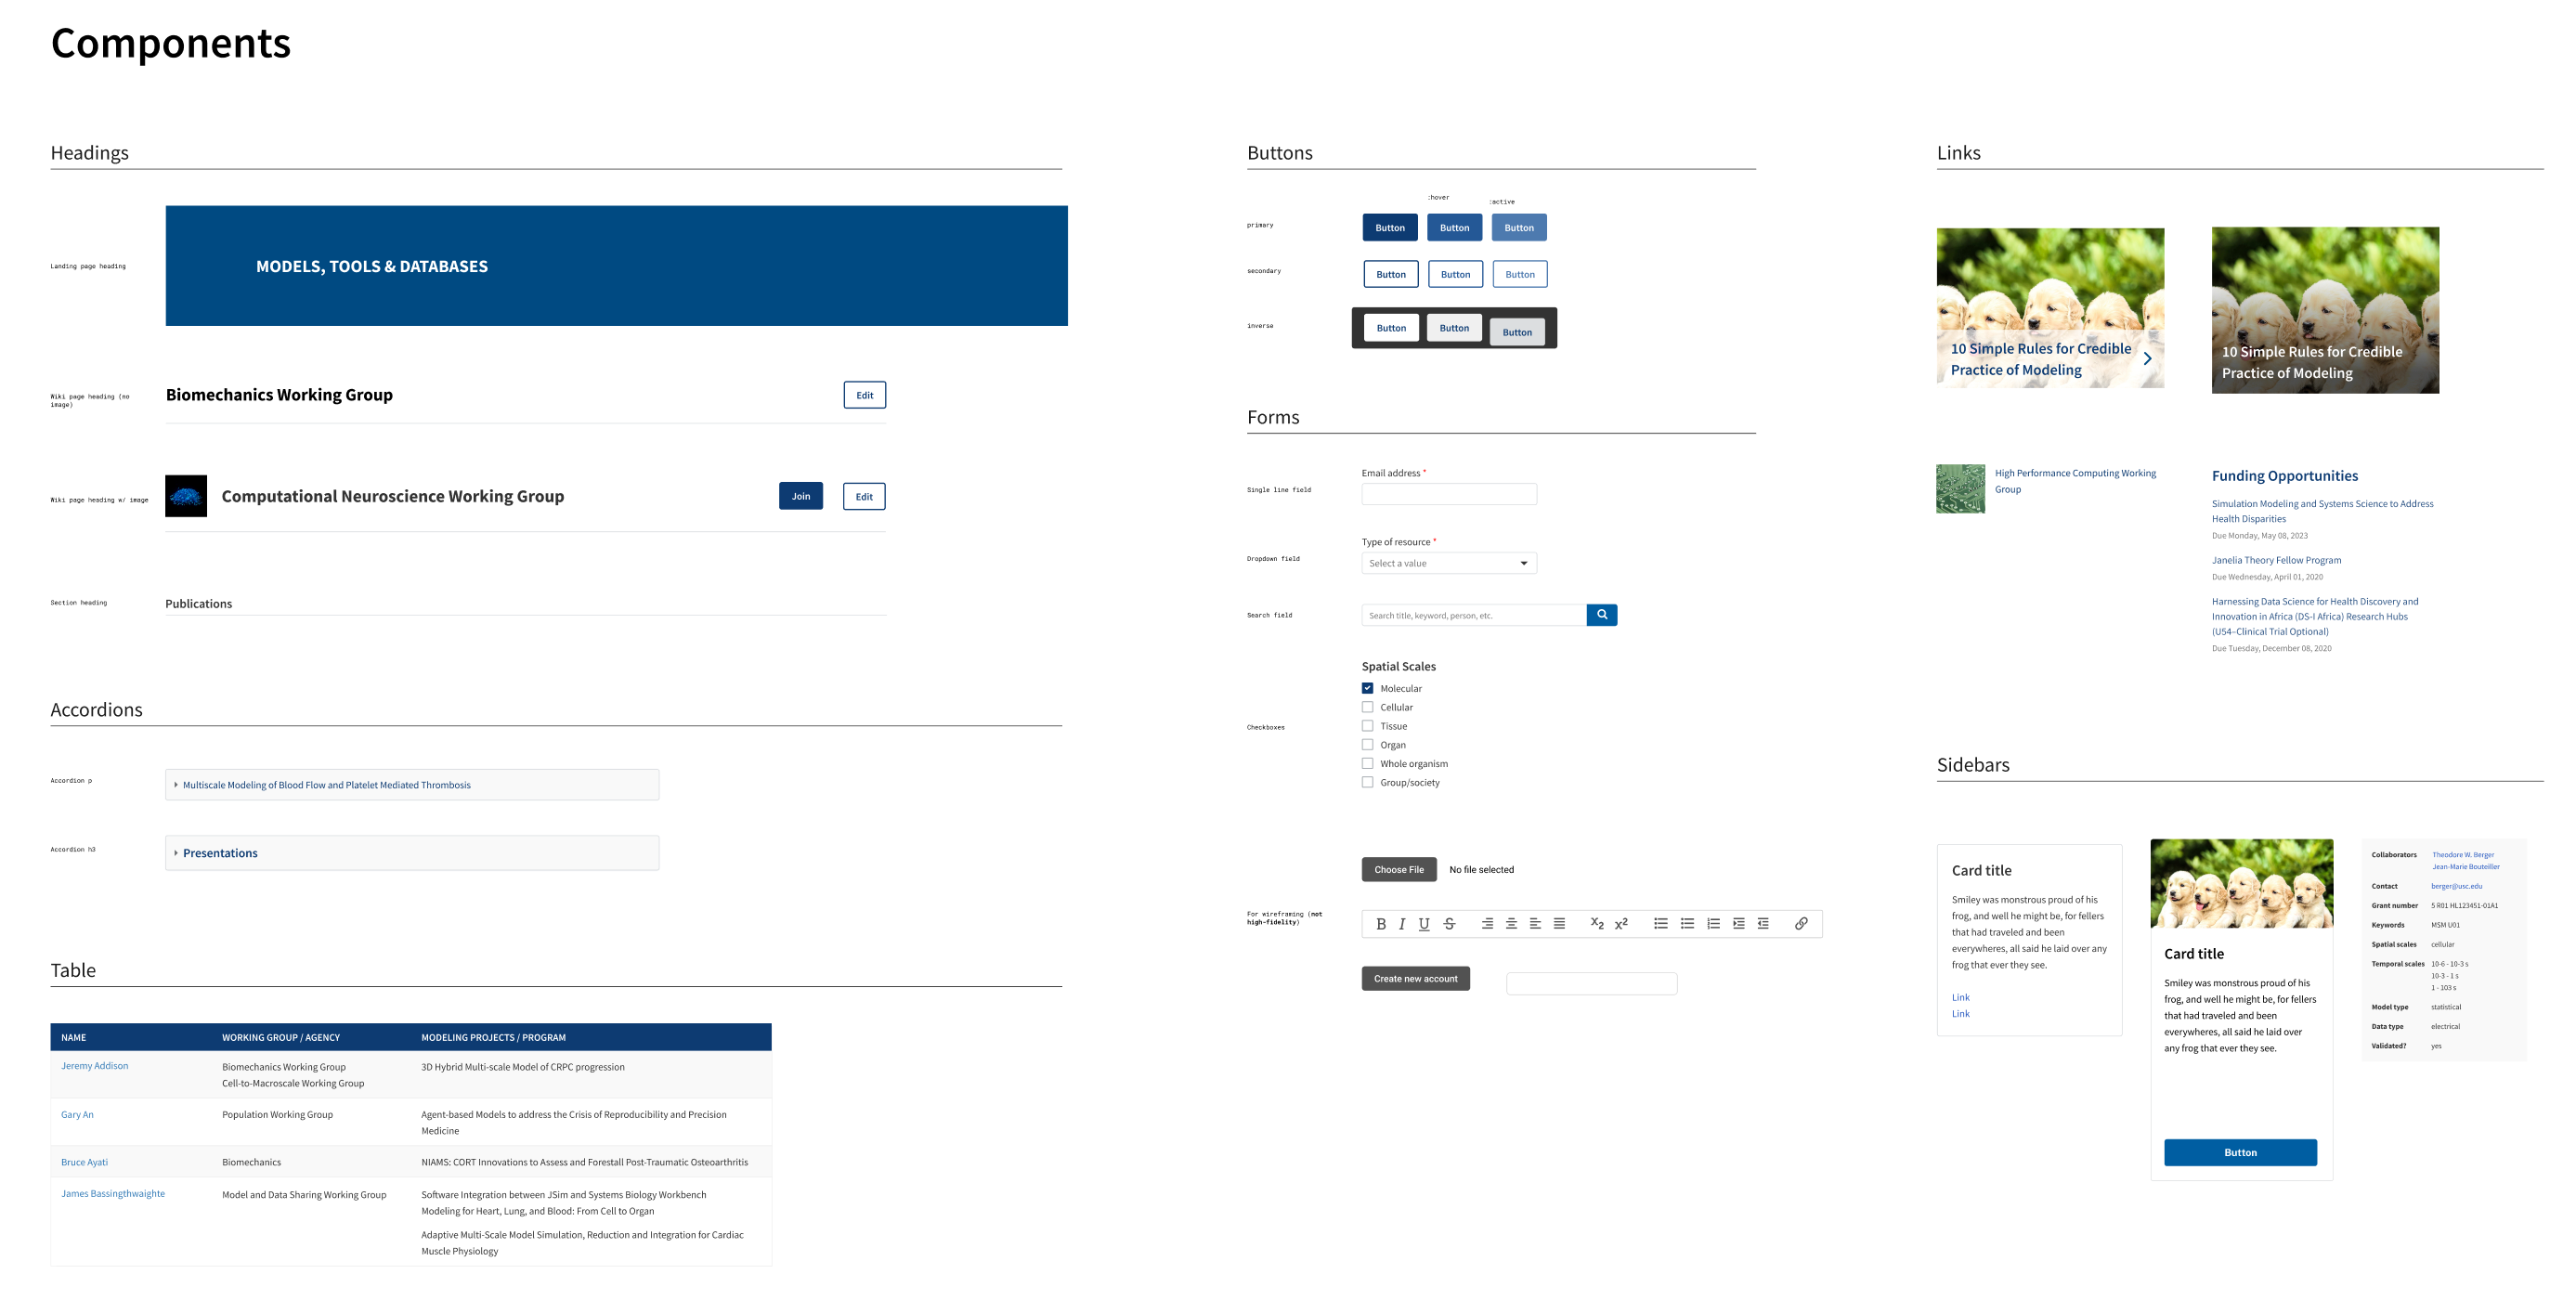 Components
Headings
Landing page heading
MODELS, TOOLS & DATABASES
Wiki page heading (no
image)
Biomechanics Working Group
Edit
Wiki page heading w/ image
Computational Neuroscience Working Group
Join
Edit
Section heading
Publications
Accordions
Accordion p
Multiscale Modeling of Blood Flow and Platelet Mediated Thrombosis
Accordion h3
Presentations
Table
NAME
WORKING GROUP / AGENCY
MODELING PROJECTS / PROGRAM
Jeremy Addison
Biomechanics Working Group
Cell-to-Macroscale Working Group
3D Hybrid Multi-scale Model of CRPC progression
Gary An
Population Working Group
Agent-based Models to address the Crisis of Reproducibility and Precision
Medicine
Bruce Ayati
Biomechanics
NIAMS: CORT Innovations to Assess and Forestall Post-Traumatic Osteoarthritis
James Bassingthwaighte
Model and Data Sharing Working Group
Software Integration between JSim and Systems Biology Workbench
Modeling for Heart, Lung, and Blood: From Cell to Organ
Adaptive Multi-Scale Model Simulation, Reduction and Integration for Cardiac
Muscle Physiology
Buttons
:hover
:active
primary
Button
Button
Button
secondary
Button
Button
Button
inverse
Button
Button
Button
Forms
Single line field
Email address *
Dropdown field
Type of resource *
Select a value
Search field
Search title, keyword, person, etc.
Checkboxes
Spatial Scales
Molecular
Cellular
Tissue
Organ
Whole organism
Group/society
Choose File
No file selected
For wireframing (not
high-fidelity)
B I U S X2 x2
Create new account
Links
10 Simple Rules for Credible
Practice of Modeling
10 Simple Rules for Credible
Practice of Modeling
High Performance Computing Working
Group
Funding Opportunities
Simulation Modeling and Systems Science to Address
Health Disparities
Due Monday, May 08, 2023
Janelia Theory Fellow Program
Due Wednesday, April 01, 2020
Harnessing Data Science for Health Discovery and
Innovation in Africa (DS-I Africa) Research Hubs
(U54–Clinical Trial Optional)
Due Tuesday, December 08, 2020
Sidebars
Card title
Smiley was monstrous proud of his
frog, and well he might be, for fellers
that had traveled and been
everywheres, all said he laid over any
frog that ever they see.
Link
Link
Card title
Smiley was monstrous proud of his
frog, and well he might be, for fellers
that had traveled and been
everywheres, all said he laid over
any frog that ever they see.
Button
Collaborators
Theodore W. Berger
Jean-Marie Bouteiller
Contact
berger@usc.edu
Grant number
5 R01 HL123451-01A1
Keywords
MSM U01
Spatial scales
cellular
Temporal scales
10-6 - 10-3 s
10-3 - 1 s
1 - 103 s
Model type
statistical
Data type
electrical
Validated?
yes